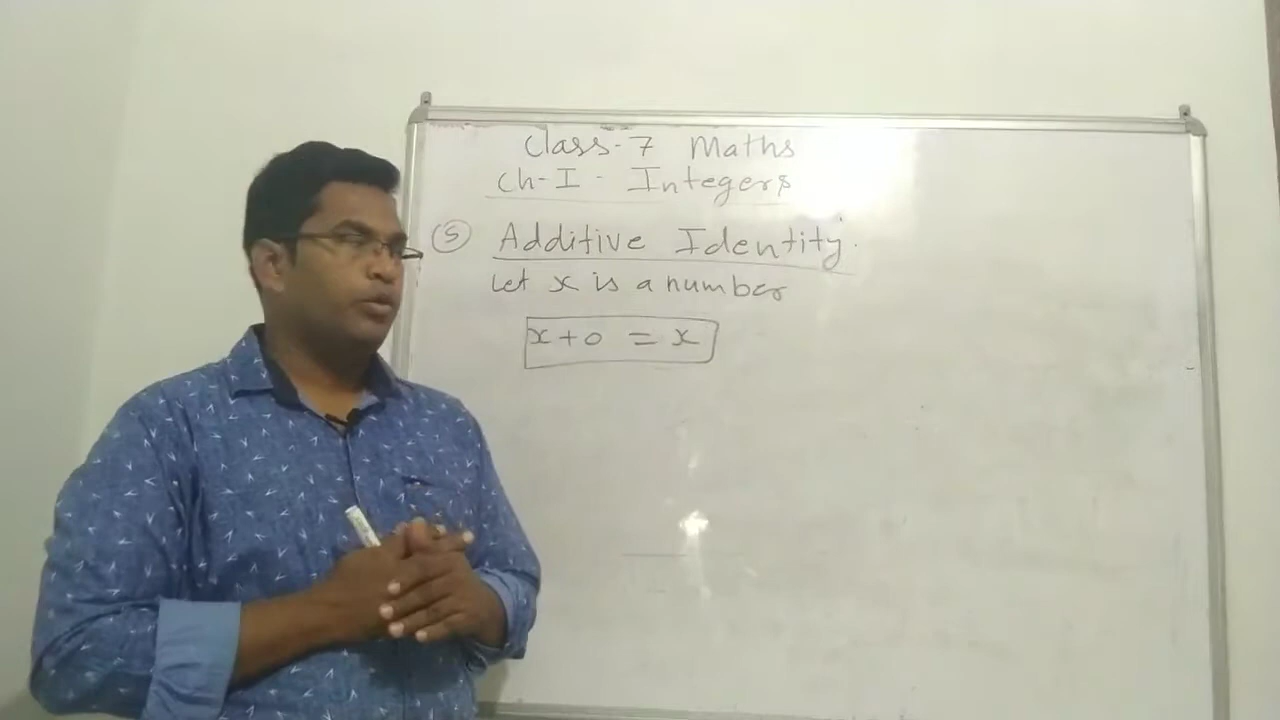 Class-7 Maths
Ch-I - Integers
(5) Additive Identity.
Let x is a number
x+0 = x